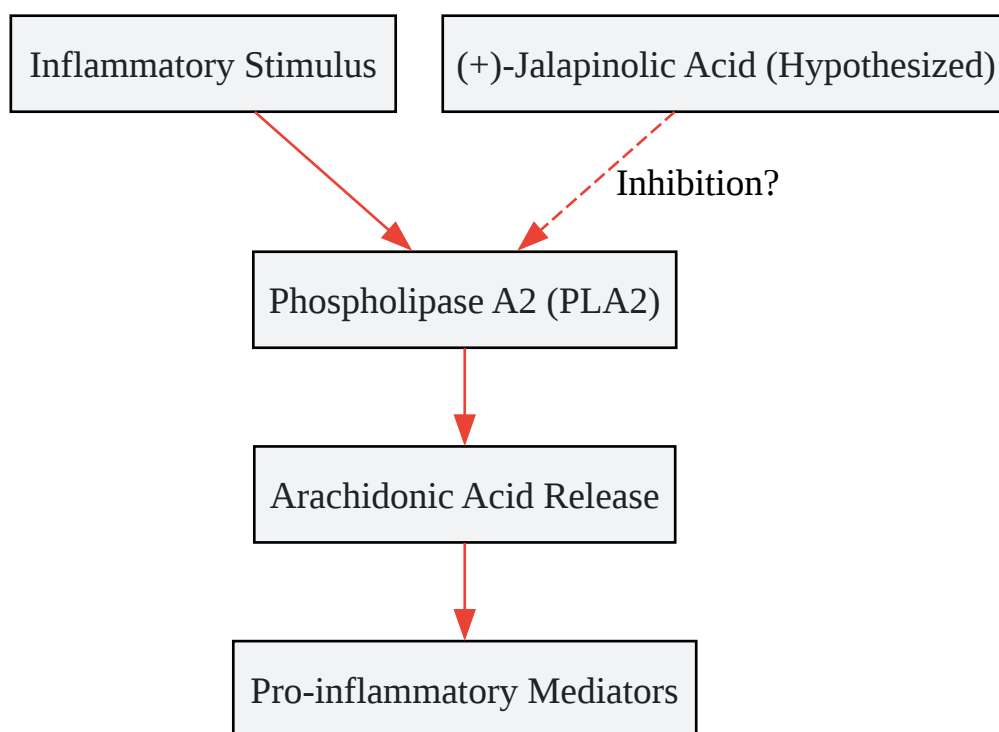 Inflammatory Stimulus
(+)-Jalapinolic Acid (Hypothesized)
Inhibition?
Phospholipase A2 (PLA2)
Arachidonic Acid Release
Pro-inflammatory Mediators